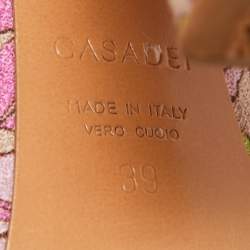 CASADEI
MADE IN ITALY
VERO CUOIO
39